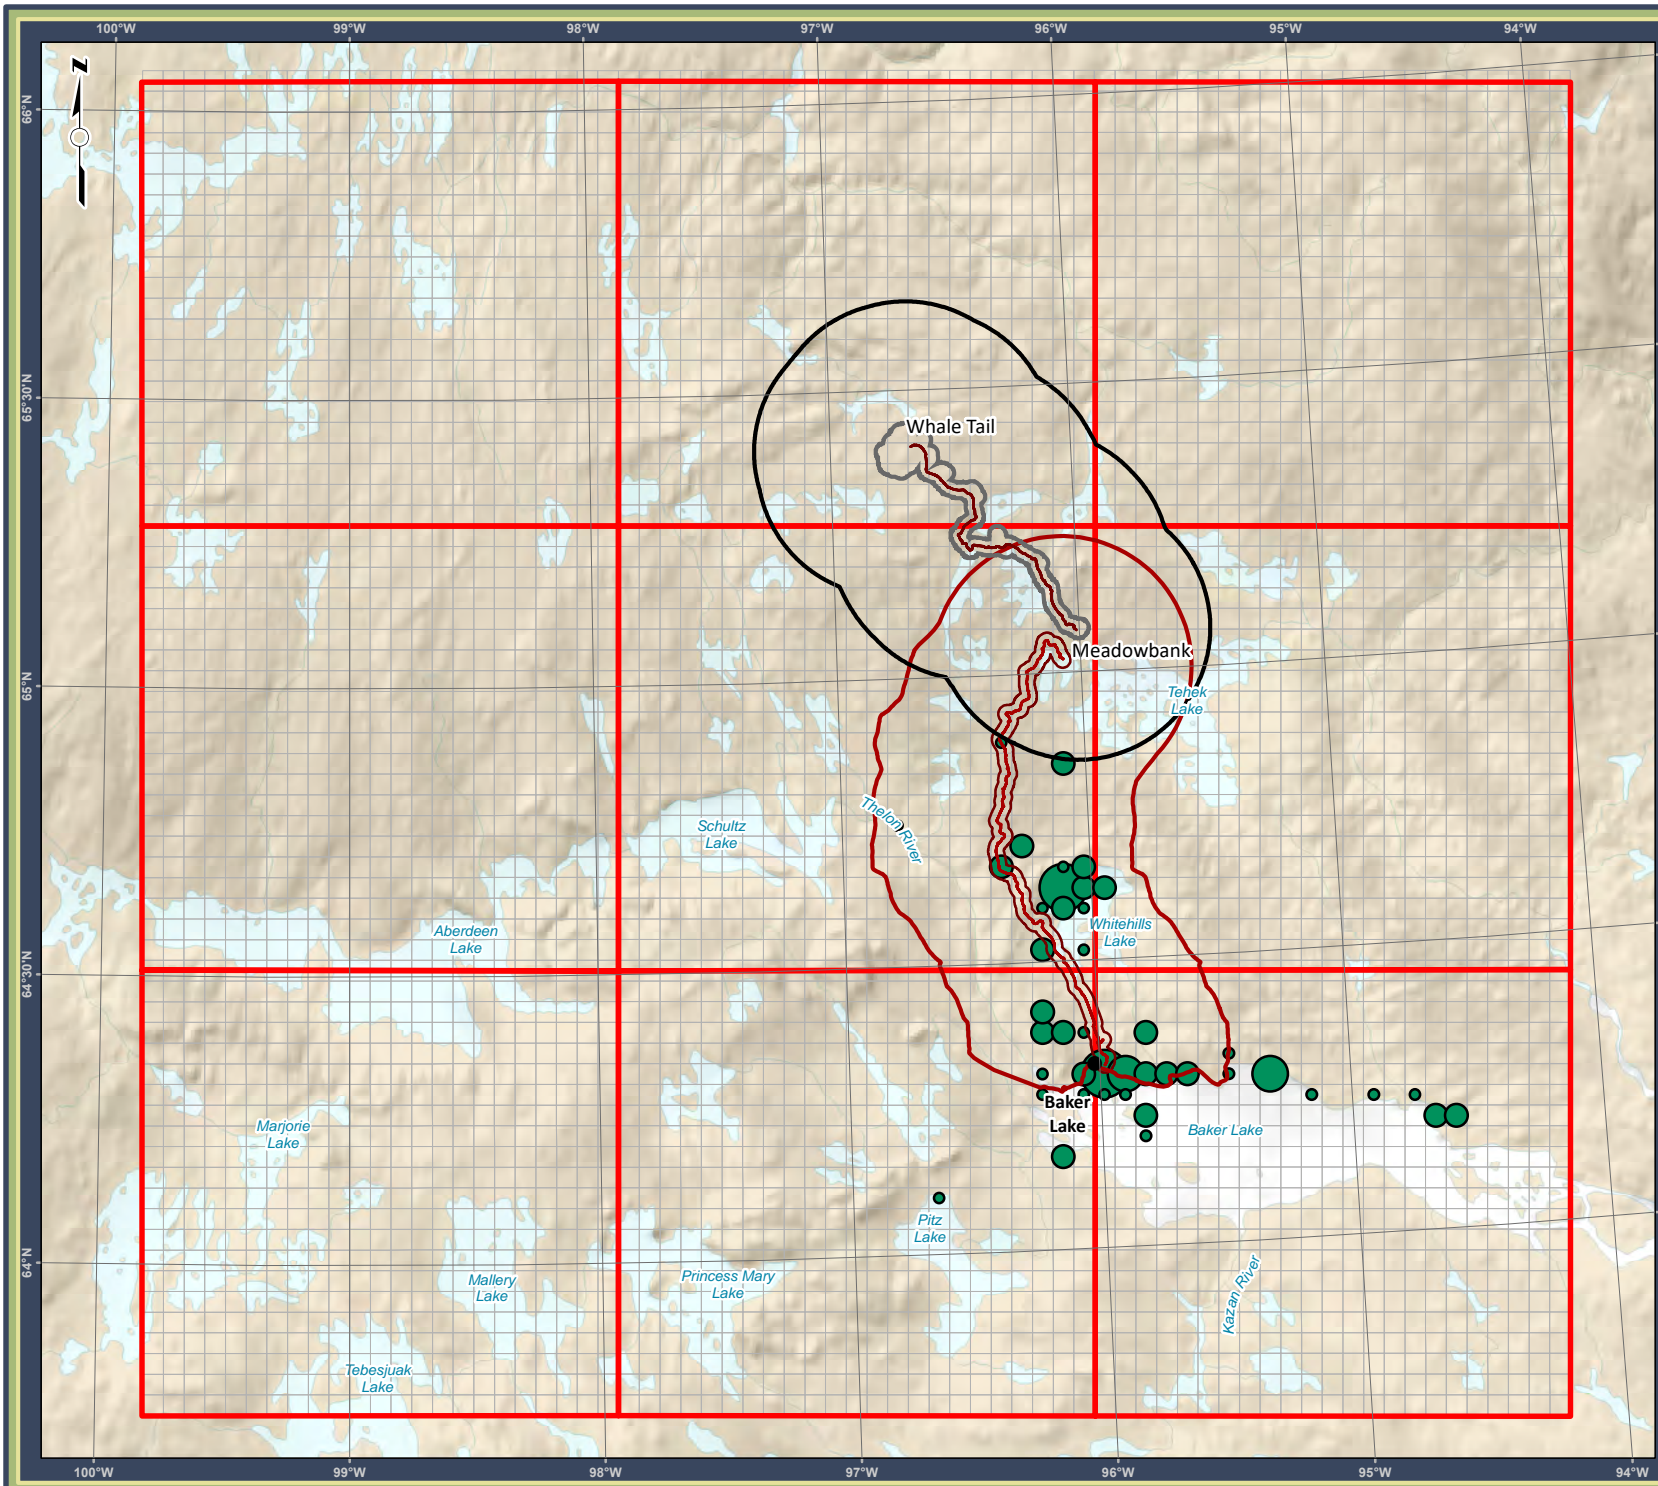 100°W 99°W 98°W 97°W 96°W 95°W 94°W
N
66°N
65°30'N
Whale Tail
65°N
Meadowbank
Tehek
Lake
Thelon River
Schultz
Lake
Aberdeen
Lake
Whitehills
Lake
64°30'N
Baker
Lake
Baker Lake
Marjorie
Lake
Pitz
Lake
64°N
Princess Mary
Lake
Mallery
Lake
Kazan River
Tebesjuak
Lake
100°W 99°W 98°W 97°W 96°W 95°W 94°W